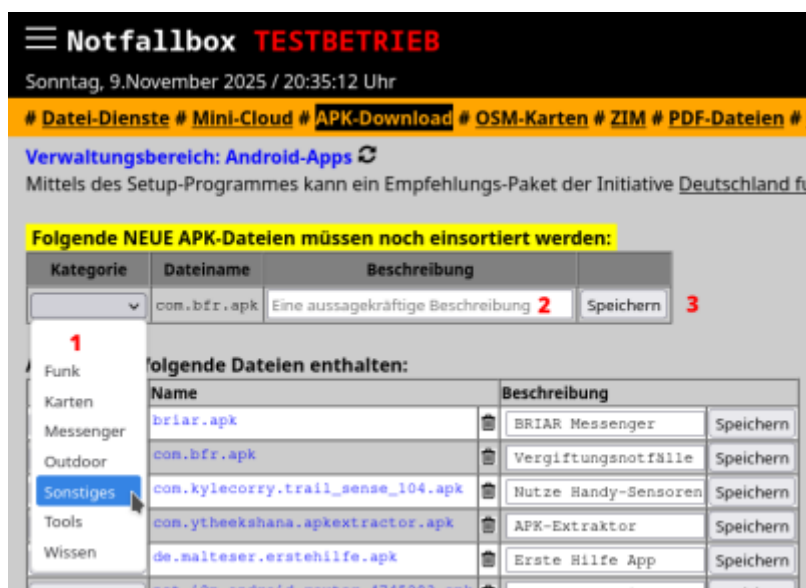 Notfallbox TESTBETRIEB
Sonntag, 9.November 2025 / 20:35:12 Uhr
# Datei-Dienste # Mini-Cloud # APK-Download # OSM-Karten # ZIM # PDF-Dateien #
Verwaltungsbereich: Android-Apps
Mittels des Setup-Programmes kann ein Empfehlungs-Paket der Initiative Deutschland
Folgende NEUE APK-Dateien müssen noch einsortiert werden:
Kategorie Dateiname Beschreibung
com.bfr.apk Eine aussagekräftige Beschreibung 2 Speichern 3
1
folgende Dateien enthalten:
Funk
Karten
Messenger
Outdoor
Sonstiges
Tools
Wissen
Name Beschreibung
briar.apk BRIAR Messenger Speichern
com.bfr.apk Vergiftungsnotfälle Speichern
com.kylecorry.trail_sense_104.apk Nutze Handy-Sensoren Speichern
com.ytheekshana.apkextractor.apk APK-Extraktor Speichern
de.malteser.erstehilfe.apk Erste Hilfe App Speichern